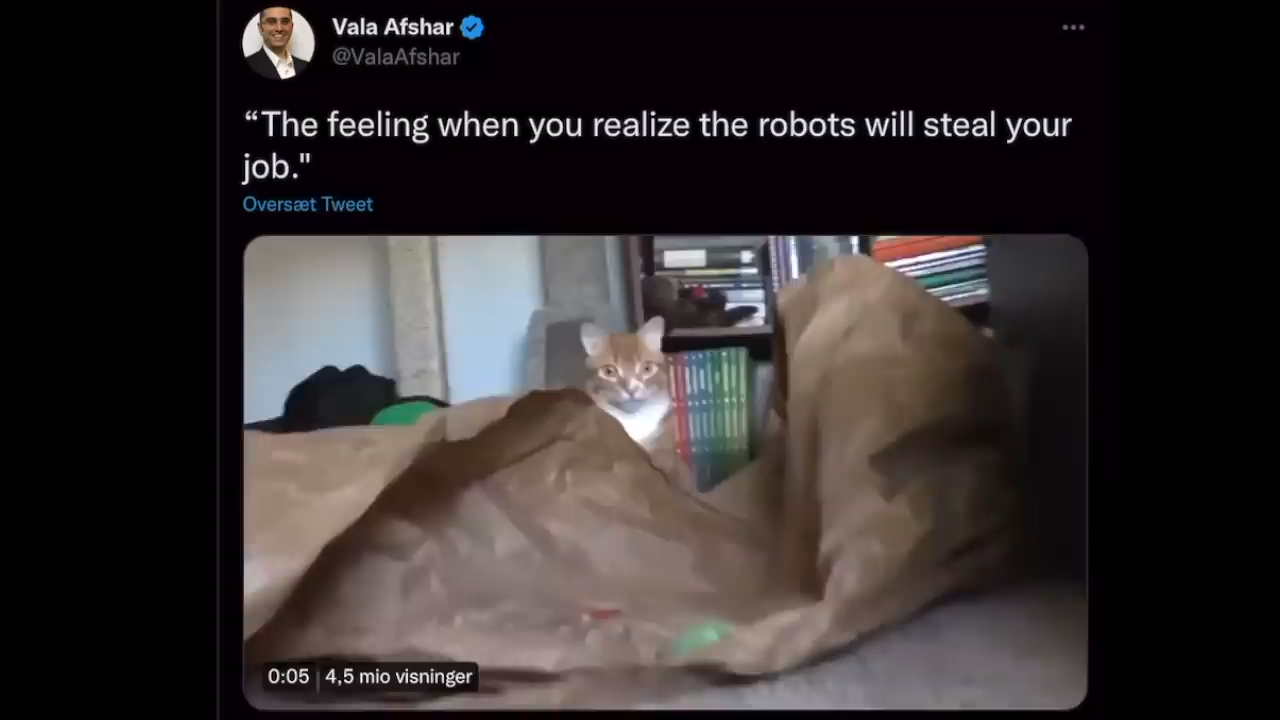 Vala Afshar
@ValaAfshar
“The feeling when you realize the robots will steal your
job."
Oversæt Tweet
0:05 4,5 mio visninger